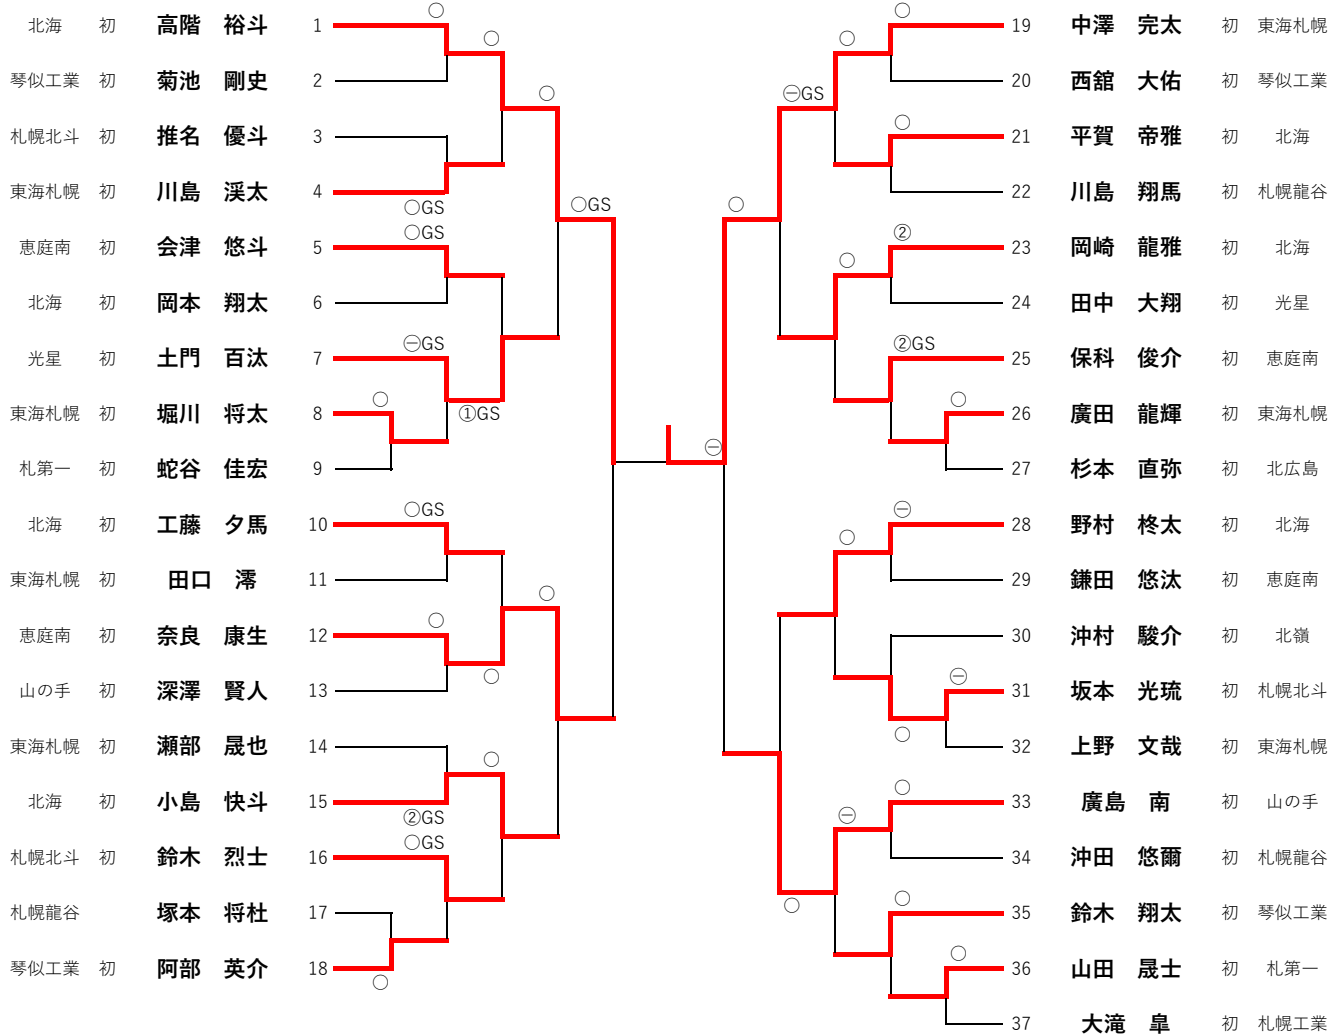 北海 初 高階 裕斗 1
琴似工業 初 菊池 剛史 2
札幌北斗 初 推名 優斗 3
東海札幌 初 川島 渓太 4
恵庭南 初 会津 悠斗 5
北海 初 岡本 翔太 6
光星 初 土門 百汰 7
東海札幌 初 堀川 将太 8
札第一 初 蛇谷 佳宏 9
北海 初 工藤 夕馬 10
東海札幌 初 田口 澪 11
恵庭南 初 奈良 康生 12
山の手 初 深澤 賢人 13
東海札幌 初 瀬部 晟也 14
北海 初 小島 快斗 15
札幌北斗 初 鈴木 烈士 16
札幌龍谷 塚本 将杜 17
琴似工業 初 阿部 英介 18
○
○
○
○GS
○GS
○GS
㊀GS
○
①GS
○GS
○
○
○
○
②GS
○GS
○
㊀
○
○
㊀GS
○
○
②
○
②GS
○
㊀
○
㊀
○
○
㊀
○
○
○
19 中澤 完太 初 東海札幌
20 西舘 大佑 初 琴似工業
21 平賀 帝雅 初 北海
22 川島 翔馬 初 札幌龍谷
23 岡崎 龍雅 初 北海
24 田中 大翔 初 光星
25 保科 俊介 初 恵庭南
26 廣田 龍輝 初 東海札幌
27 杉本 直弥 初 北広島
28 野村 柊太 初 北海
29 鎌田 悠汰 初 恵庭南
30 沖村 駿介 初 北嶺
31 坂本 光琉 初 札幌北斗
32 上野 文哉 初 東海札幌
33 廣島 南 初 山の手
34 沖田 悠爾 初 札幌龍谷
35 鈴木 翔太 初 琴似工業
36 山田 晟士 初 札第一
37 大滝 皐 初 札幌工業